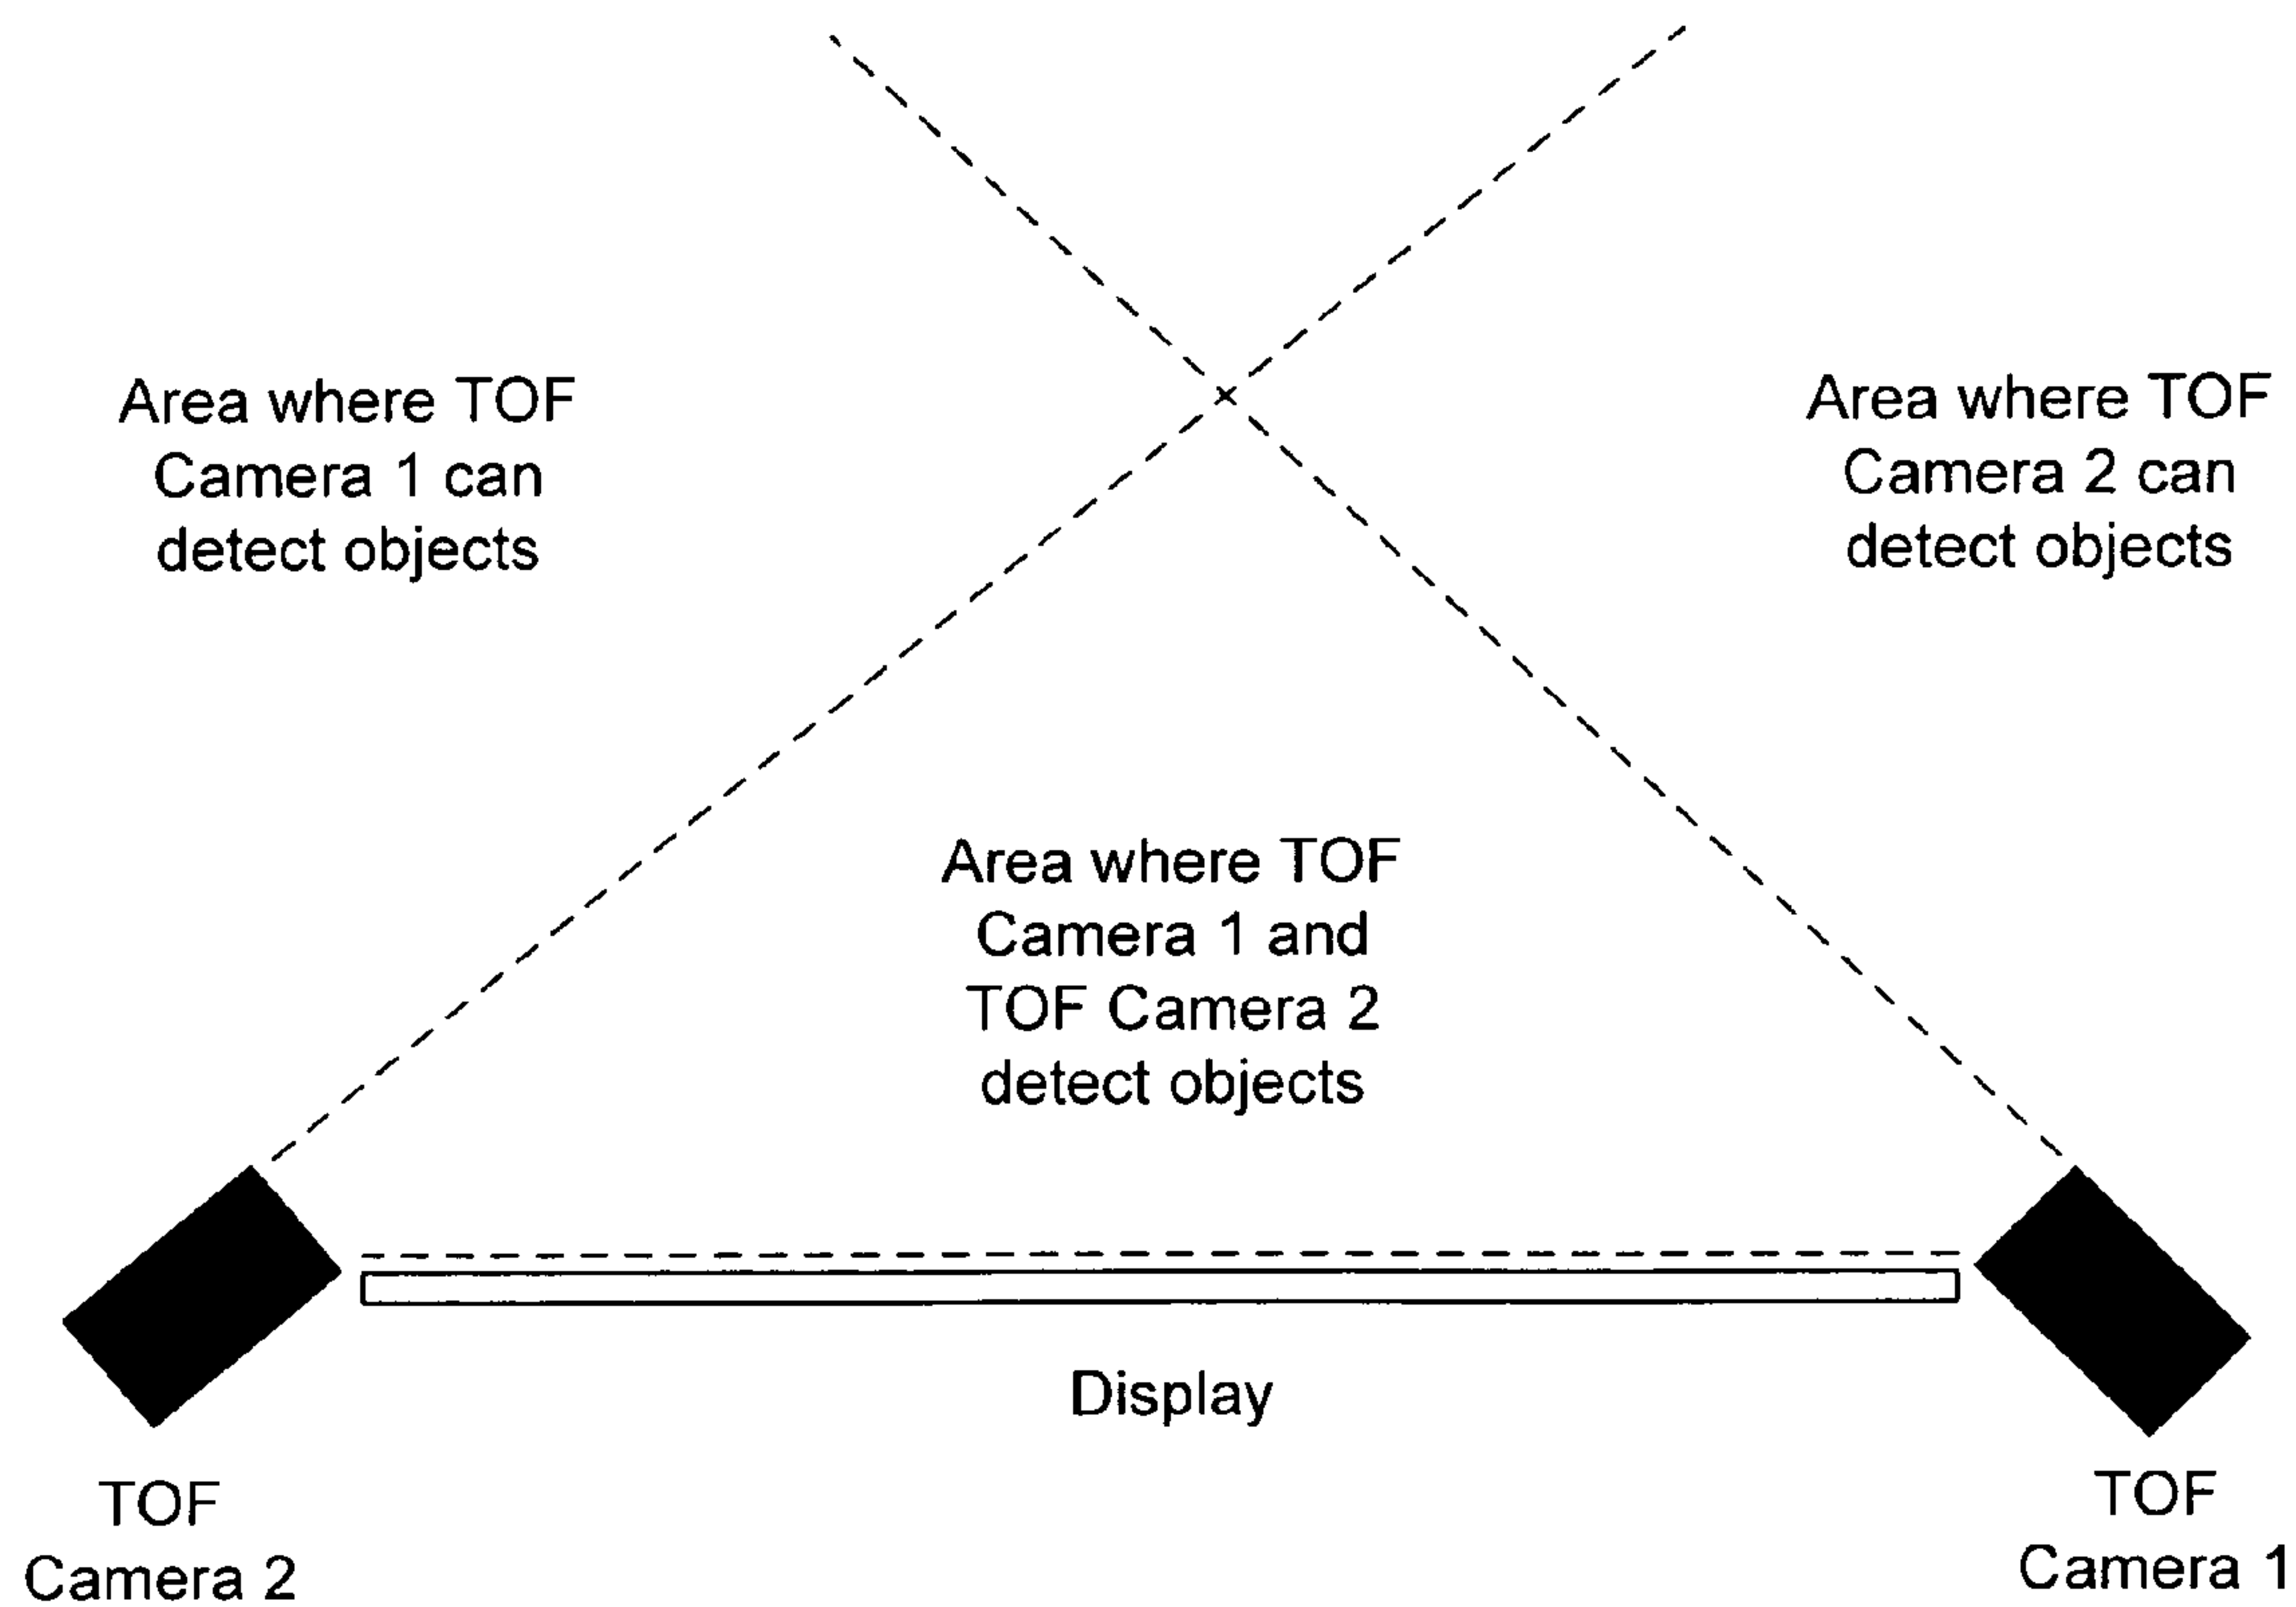 Area where TOF
Camera 1 can
detect objects
Area where TOF
Camera 2 can
detect objects
Area where TOF
Camera 1 and
TOF Camera 2
detect objects
Display
TOF
Camera 2
TOF
Camera 1